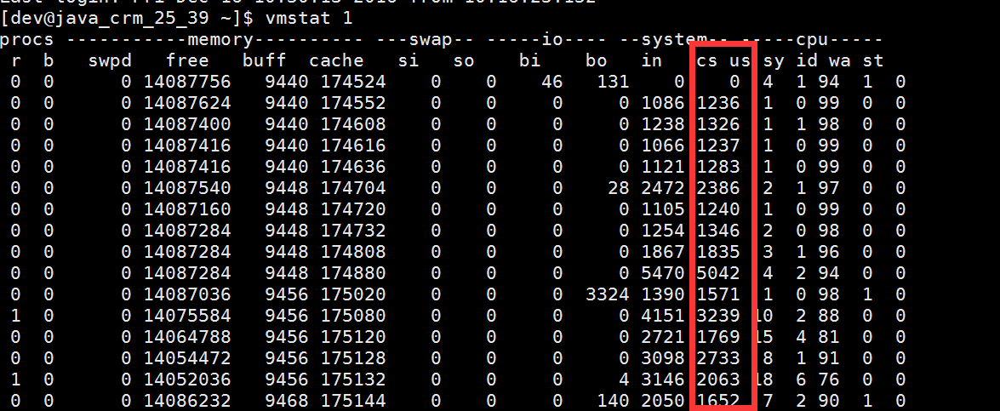 [dev@java_crm_25_39 ~]$ vmstat 1
procs -----------memory---------- ---swap-- -----io---- --system-- -----cpu-----
 r  b   swpd   free   buff  cache   si   so    bi    bo   in   cs us sy id wa st
 0  0      0 14087756   9440 174524    0    0    46   131    0    0  4  1 94  1  0
 0  0      0 14087624   9440 174552    0    0     0     0 1086 1236  1  0 99  0  0
 0  0      0 14087400   9440 174608    0    0     0     0 1238 1326  1  1 98  0  0
 0  0      0 14087416   9440 174616    0    0     0     0 1066 1237  1  0 99  0  0
 0  0      0 14087416   9440 174636    0    0     0     0 1121 1283  1  0 99  0  0
 0  0      0 14087540   9448 174704    0    0     0    28 2472 2386  2  1 97  0  0
 0  0      0 14087160   9448 174720    0    0     0     0 1105 1240  1  0 99  0  0
 0  0      0 14087284   9448 174732    0    0     0     0 1254 1346  2  0 98  0  0
 0  0      0 14087284   9448 174808    0    0     0     0 1867 1835  3  1 96  0  0
 0  0      0 14087284   9448 174880    0    0     0     0 5470 5042  4  2 94  0  0
 0  0      0 14087036   9456 175020    0    0     0  3324 1390 1571  1  0 98  1  0
 1  0      0 14075584   9456 175080    0    0     0     0 4151 3239 10  2 88  0  0
 0  0      0 14064788   9456 175120    0    0     0     0 2721 1769 15  4 81  0  0
 0  0      0 14054472   9456 175128    0    0     0     0 3098 2733  8  1 91  0  0
 1  0      0 14052036   9456 175132    0    0     0     4 3146 2063 18  6 76  0  0
 0  0      0 14086232   9468 175144    0    0     0   140 2050 1652  7  2 90  1  0